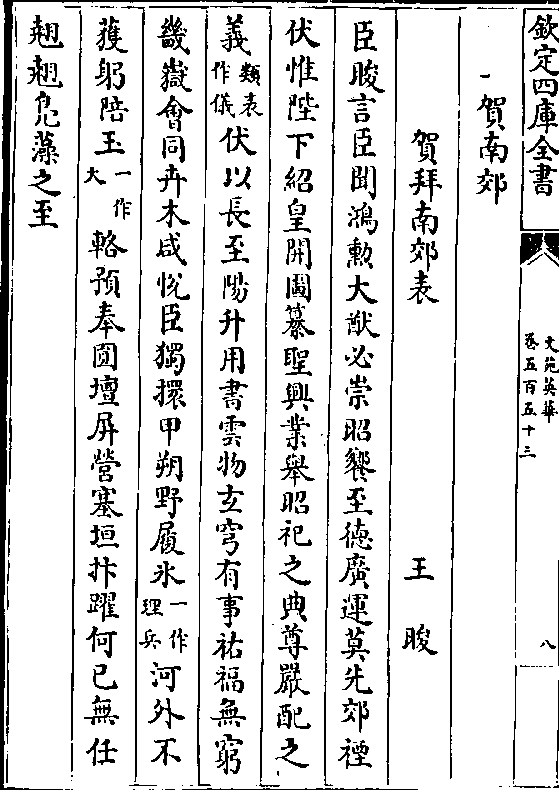 欽定四庫全書
文苑英華
卷五百五十三
八
賀南郊
賀拜南郊表 王晙
臣晙言臣聞鴻勲大猷必崇昭饗至德廣運莫先郊禋
伏惟陛下紹皇開圖纂聖興業舉昭祀之典尊嚴配之
義類表作儀伏以長至陽升用書雲物玄穹有事祐福無窮
畿嶽會同卉木咸悅臣獨擐甲朔野履氷一作理兵河外不
獲躬陪玉一作大輅預奉圓壇屏營塞垣抃躍何已無任
翹翹鳧藻之至